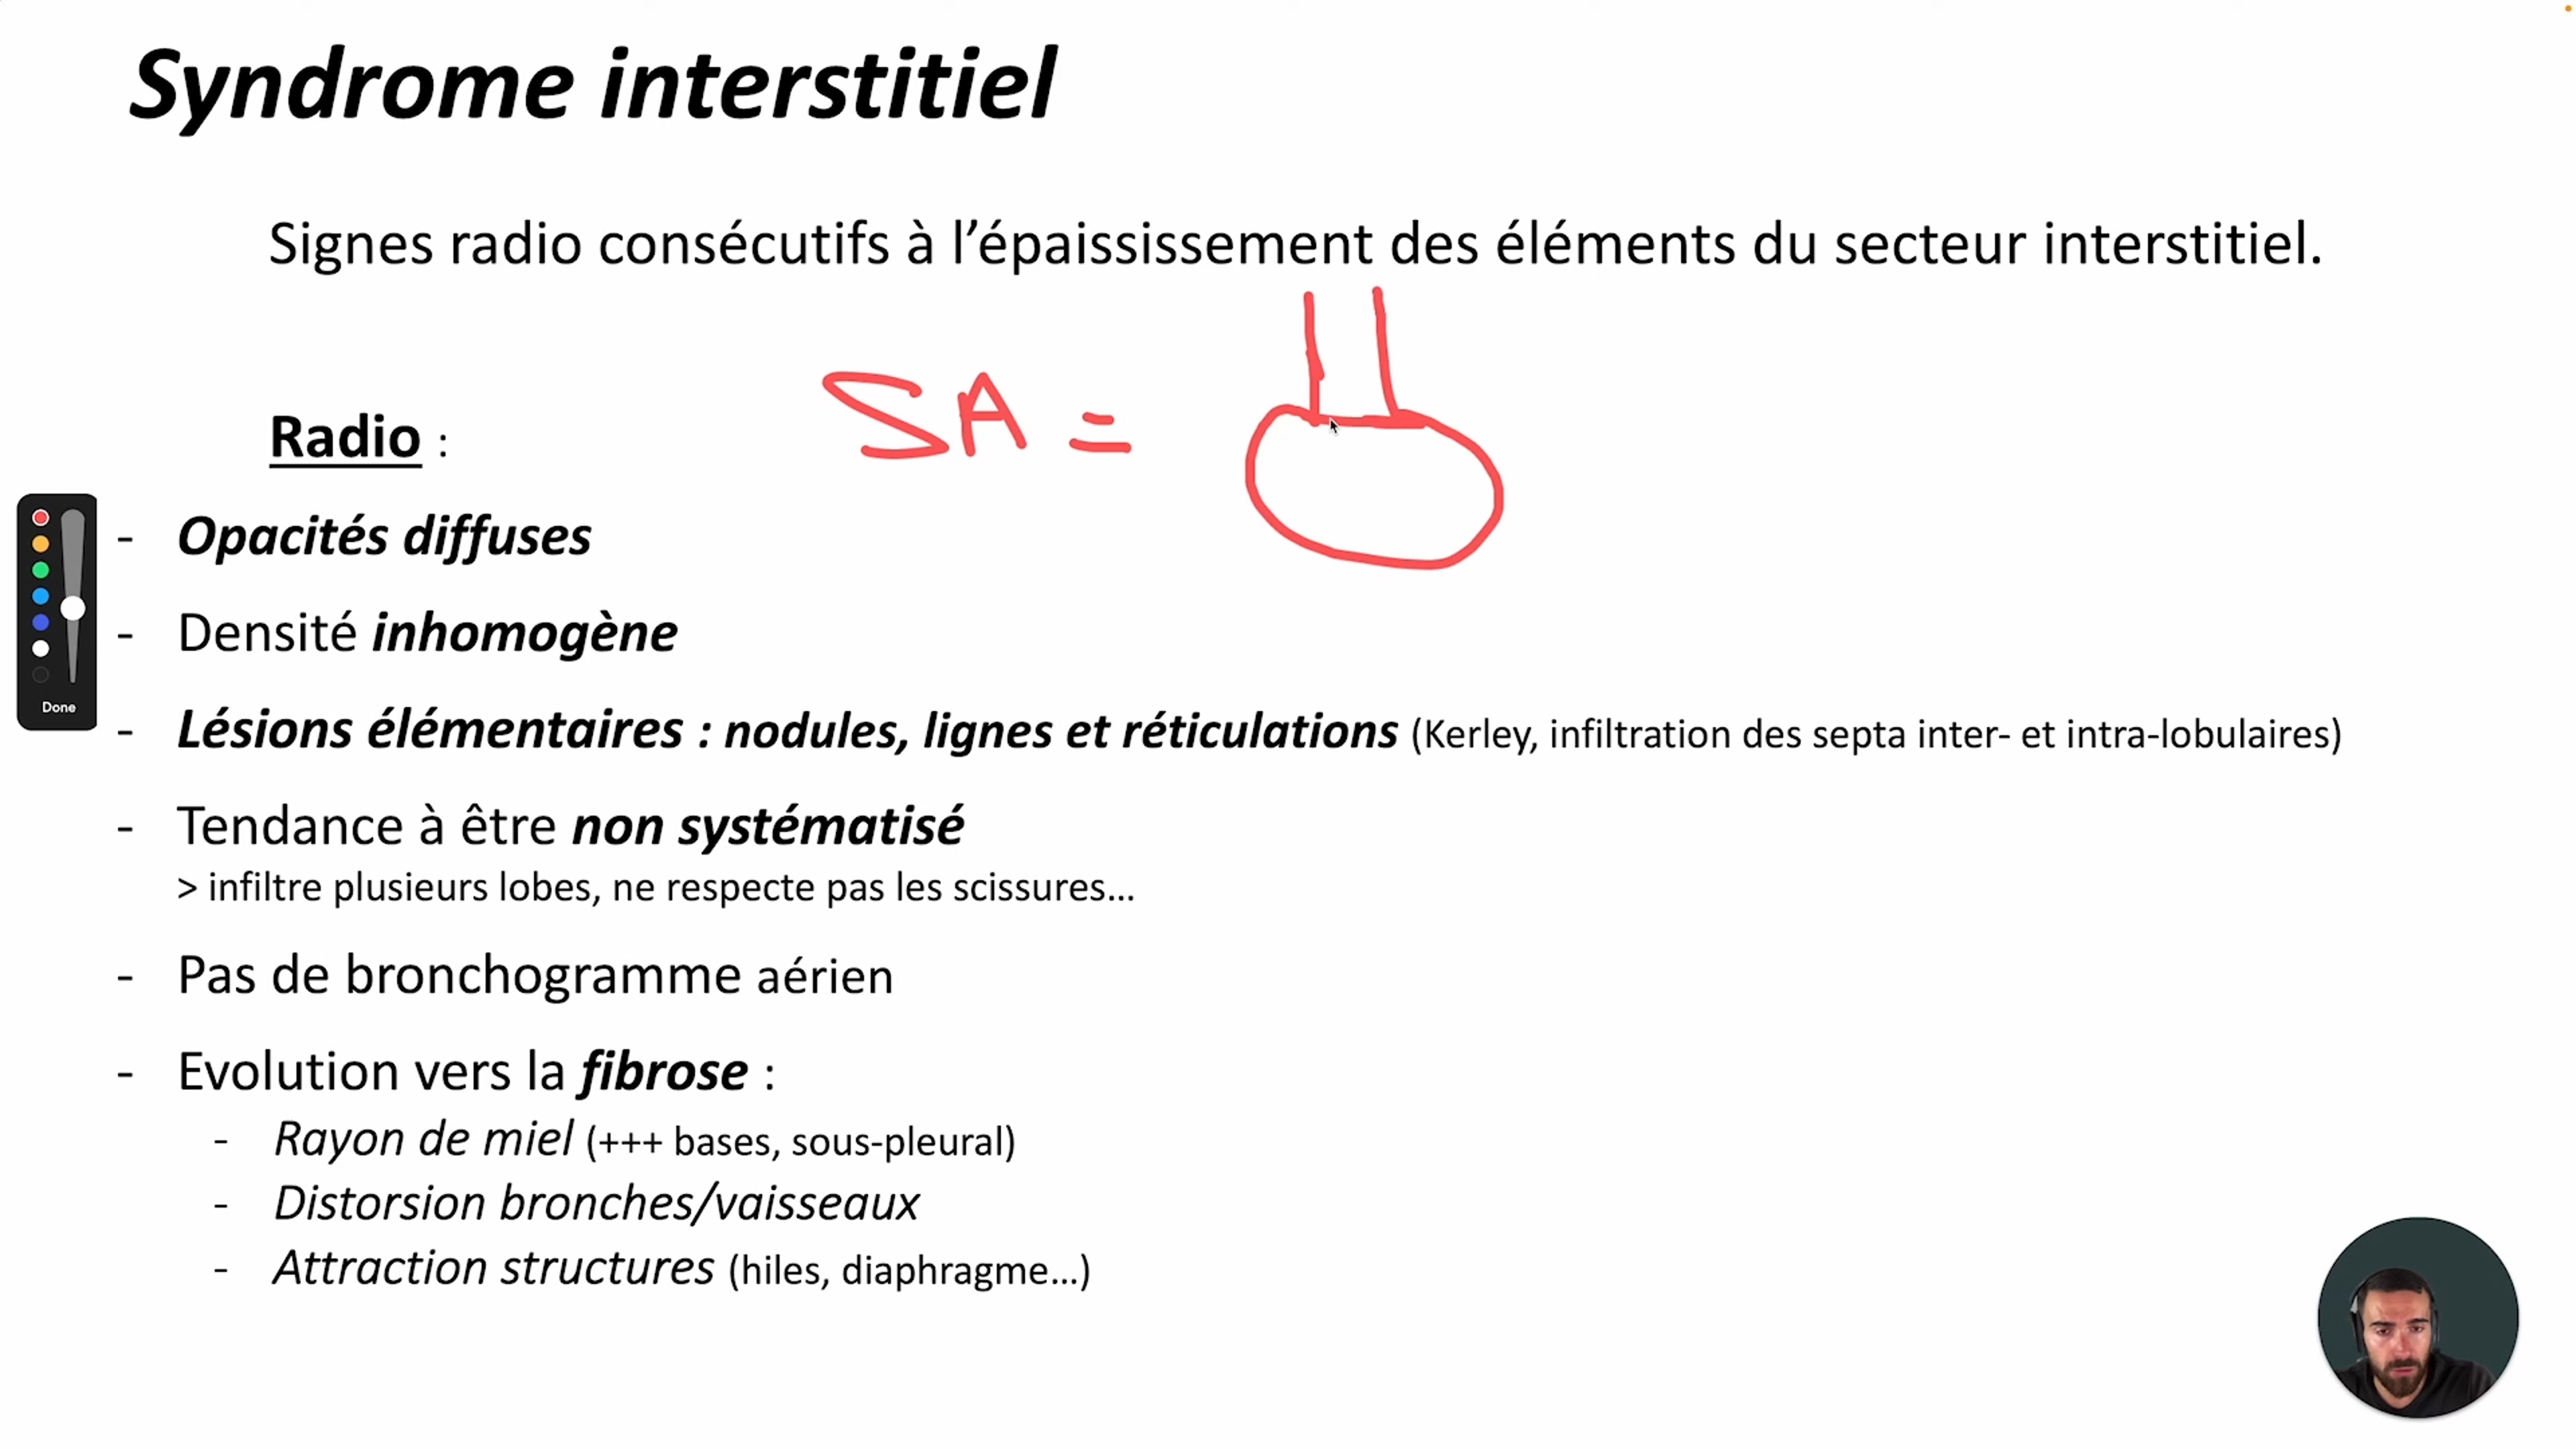 Syndrome interstitiel
Signes radio consécutifs à l’épaississement des éléments du secteur interstitiel.
SA =
Radio :
- Opacités diffuses
- Densité inhomogène
Done
- Lésions élémentaires : nodules, lignes et réticulations (Kerley, infiltration des septa inter- et intra-lobulaires)
- Tendance à être non systématisé
> infiltre plusieurs lobes, ne respecte pas les scissures...
- Pas de bronchogramme aérien
- Evolution vers la fibrose :
- Rayon de miel (+++ bases, sous-pleural)
- Distorsion bronches/vaisseaux
- Attraction structures (hiles, diaphragme...)